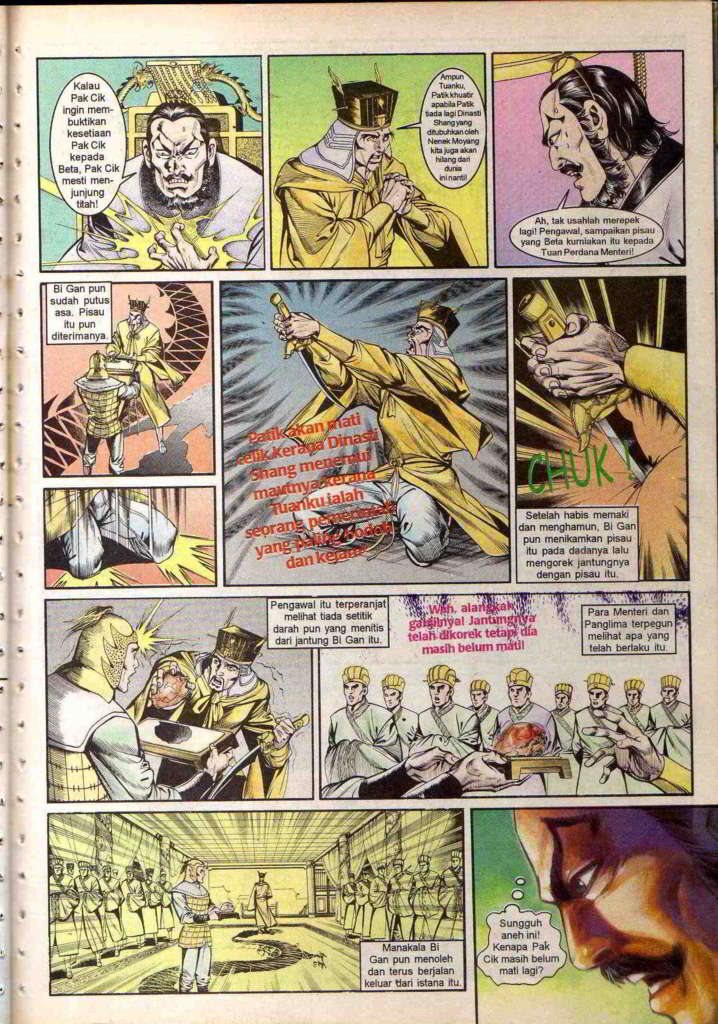 Kalau
Pak Cik
ingin mem-
buktikan
kesetiaan
Pak Cik
kepada
Beta, Pak Cik
mesti men-
junjung
titah!
Ampun
Tuanku,
Patik khuatir
apabila Patik
tiada lagi Dinasti
Shang yang
ditubuhkan oleh
Nenek Moyang
kita juga akan
hilang dari
dunia
ini nanti!
Ah, tak usahlah merepek
lagi! Pengawal, sampaikan pisau
yang Beta kurniakan itu kepada
Tuan Perdana Menteri!
Bi Gan pun
sudah putus
asa. Pisau
itu pun
diterimanya.
Patik akan mati
celik Kerana Dinasti
Shang menemui
mautnya kerana
Tuanku ialah
seorang pemerintah
yang paling bodoh
dan kejam!
CHUK!
Setelah habis memaki
dan menghamun, Bi Gan
pun menikamkan pisau
itu pada dadanya lalu
mengorek jantungnya
dengan pisau itu.
Pengawal itu terperanjat
melihat tiada setitik
darah pun yang menitis
dari jantung Bi Gan itu.
Wah, alangkah
ganjilnya! Jantungnya
telah dikorek tetapi dia
masih belum mati!
Para Menteri dan
Panglima terpegun
melihat apa yang
telah berlaku itu.
Manakala Bi
Gan pun menoleh
dan terus berjalan
keluar dari istana itu.
Sungguh
aneh ini!
Kenapa Pak
Cik masih belum
mati lagi?